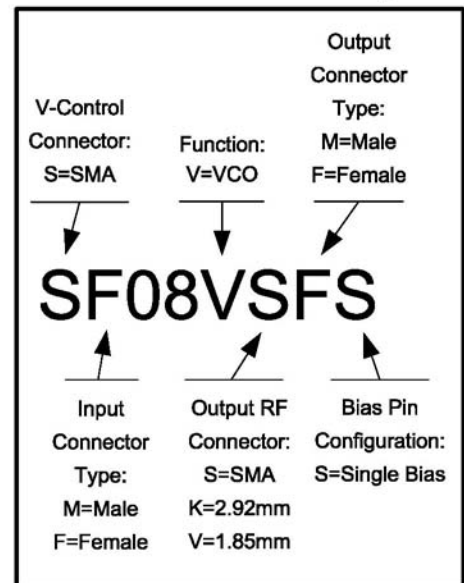 V-Control
Connector:
S=SMA
Function:
V=VCO
Output
Connector
Type:
M=Male
F=Female
SF08VSFS
Input
Connector
Type:
M=Male
F=Female
Output RF
Connector:
S=SMA
K=2.92mm
V=1.85mm
Bias Pin
Configuration:
S=Single Bias